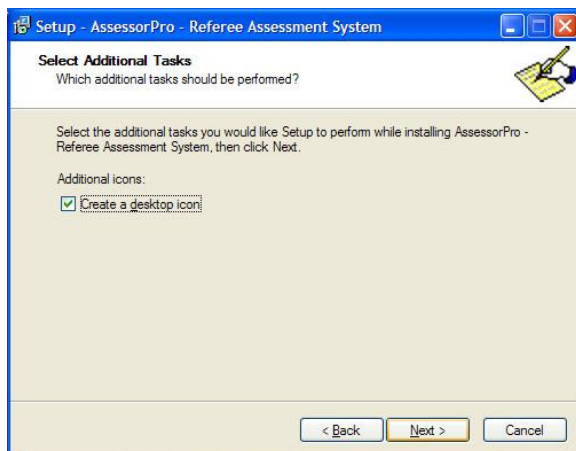 Setup - AssessorPro - Referee Assessment System
Select Additional Tasks
Which additional tasks should be performed?
Select the additional tasks you would like Setup to perform while installing AssessorPro -
Referee Assessment System, then click Next.
Additional icons:
Create a desktop icon
< Back Next > Cancel